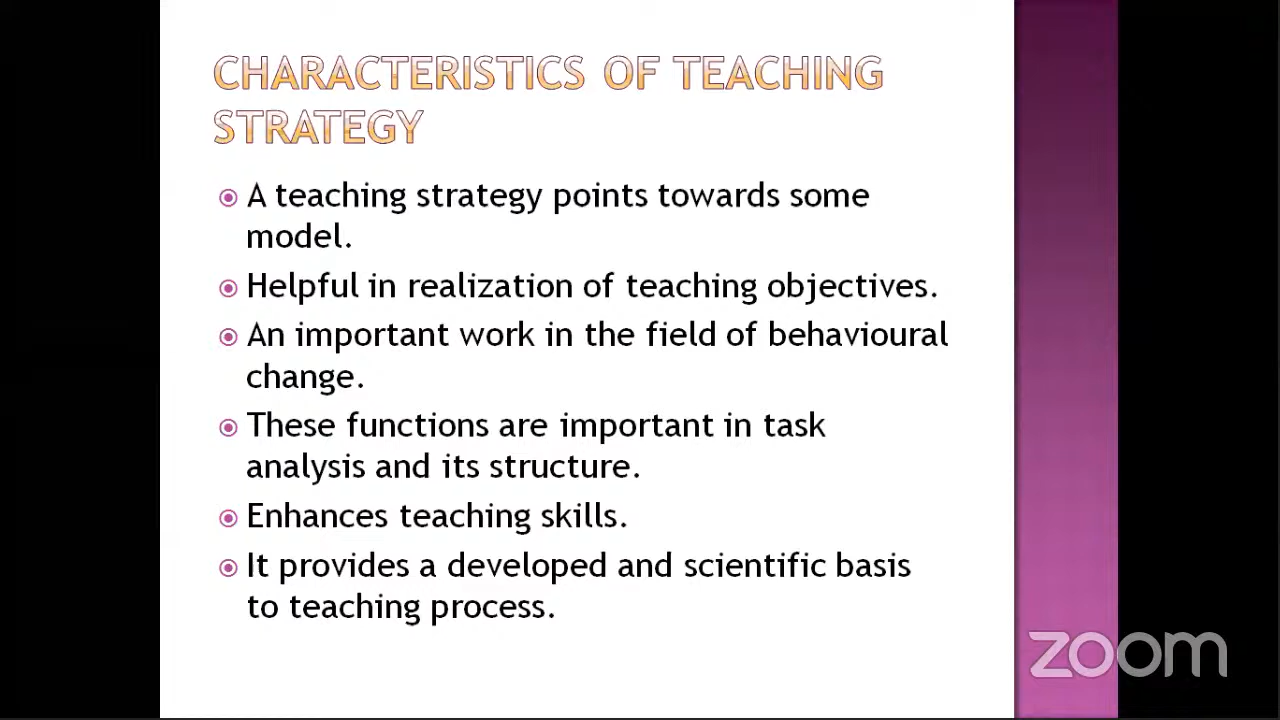 CHARACTERISTICS OF TEACHING
STRATEGY
A teaching strategy points towards some
model.
Helpful in realization of teaching objectives.
An important work in the field of behavioural
change.
These functions are important in task
analysis and its structure.
Enhances teaching skills.
It provides a developed and scientific basis
to teaching process.
zoom